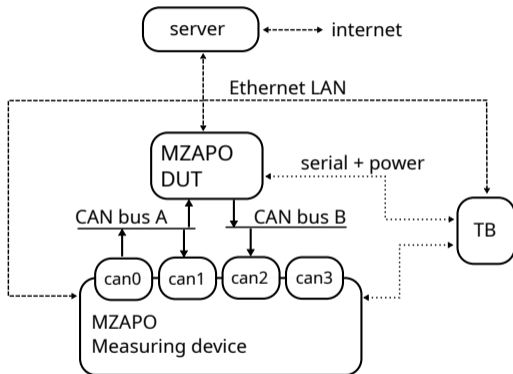 server
internet
Ethernet LAN
MZAPO
DUT
serial + power
CAN bus A
CAN bus B
TB
can0
can1
can2
can3
MZAPO
Measuring device